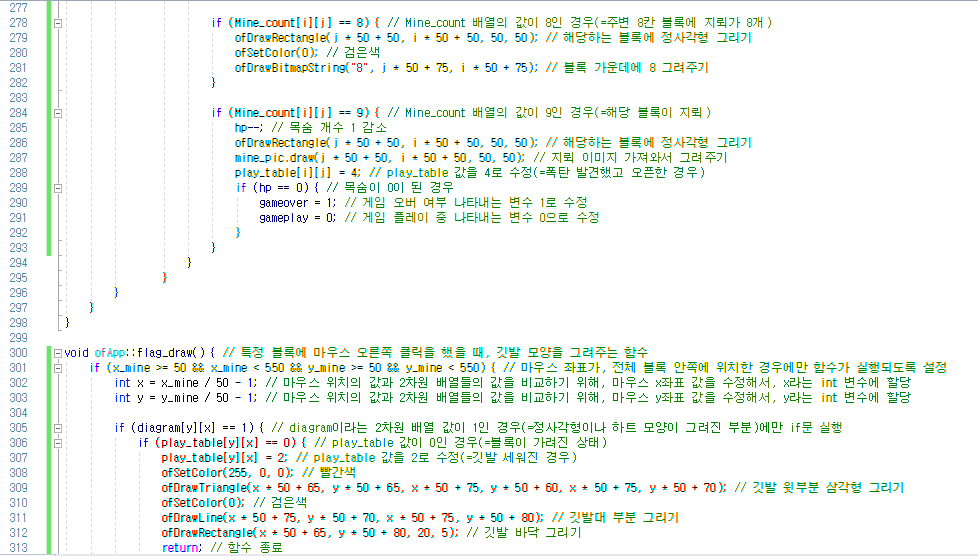 277
278 if (Mine_count[i][j] == 8) { // Mine_count 배열의 값이 8인 경우(=주변 8칸 블록에 지뢰가 8개)
279 ofDrawRectangle(j * 50 + 50, i * 50 + 50, 50, 50); // 해당하는 블록에 정사각형 그리기
280 ofSetColor(0); // 검은색
281 ofDrawBitmapString("8", j * 50 + 75, i * 50 + 75); // 블록 가운데에 8 그려주기
282 }
283
284 if (Mine_count[i][j] == 9) { // Mine_count 배열의 값이 9인 경우(=해당 블록이 지뢰)
285 hp--; // 목숨 개수 1 감소
286 ofDrawRectangle(j * 50 + 50, i * 50 + 50, 50, 50); // 해당하는 블록에 정사각형 그리기
287 mine_pic.draw(j * 50 + 50, i * 50 + 50, 50, 50); // 지뢰 이미지 가져와서 그려주기
288 play_table[i][j] = 4; // play_table 값을 4로 수정(=폭탄 발견했고 오픈한 경우)
289 if (hp == 0) { // 목숨이 0이 된 경우
290 gameover = 1; // 게임 오버 여부 나타내는 변수 1로 수정
291 gameplay = 0; // 게임 플레이 중 나타내는 변수 0으로 수정
292 }
293 }
294 }
295 }
296 }
297 }
298 }
299
300 void ofApp::flag_draw() { // 특정 블록에 마우스 오른쪽 클릭을 했을 때, 깃발 모양을 그려주는 함수
301 if (x_mine >= 50 && x_mine < 550 && y_mine >= 50 && y_mine < 550) { // 마우스 좌표가, 전체 블록 안쪽에 위치한 경우에만 함수가 실행되도록 설정
302 int x = x_mine / 50 - 1; // 마우스 위치의 값과 2차원 배열들의 값을 비교하기 위해, 마우스 x좌표 값을 수정해서, x라는 int 변수에 할당
303 int y = y_mine / 50 - 1; // 마우스 위치의 값과 2차원 배열들의 값을 비교하기 위해, 마우스 y좌표 값을 수정해서, y라는 int 변수에 할당
304
305 if (diagram[y][x] == 1) { // diagram이라는 2차원 배열 값이 1인 경우(=정사각형이나 하트 모양이 그려진 부분)에만 if문 실행
306 if (play_table[y][x] == 0) { // play_table 값이 0인 경우(=블록이 가려진 상태)
307 play_table[y][x] = 2; // play_table 값을 2로 수정(=깃발 세워진 경우)
308 ofSetColor(255, 0, 0); // 빨간색
309 ofDrawTriangle(x * 50 + 65, y * 50 + 65, x * 50 + 75, y * 50 + 60, x * 50 + 75, y * 50 + 70); // 깃발 윗부분 삼각형 그리기
310 ofSetColor(0); // 검은색
311 ofDrawLine(x * 50 + 75, y * 50 + 70, x * 50 + 75, y * 50 + 80); // 깃발대 부분 그리기
312 ofDrawRectangle(x * 50 + 65, y * 50 + 80, 20, 5); // 깃발 바닥 그리기
313 return; // 함수 종료